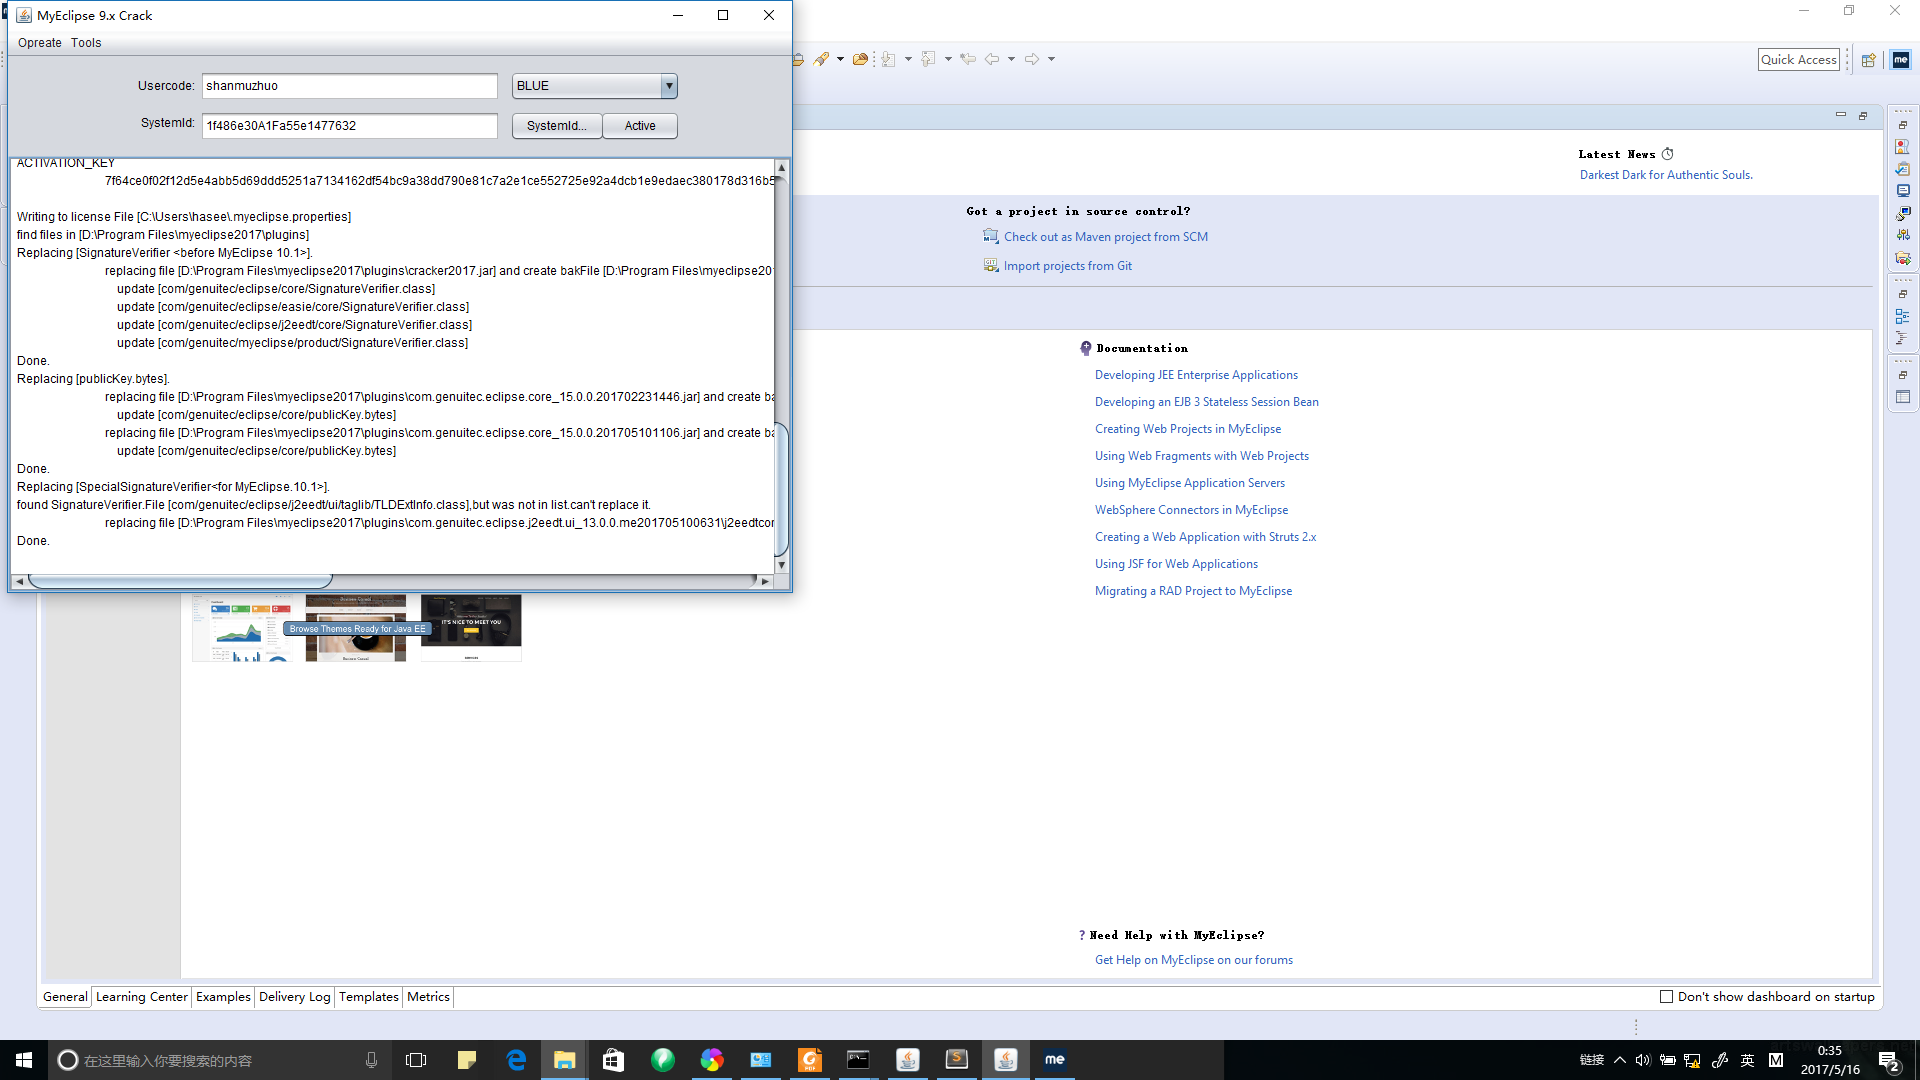 MyEclipse 9.x Crack
Opreate Tools
Usercode: shanmuzhuo BLUE
SystemId: 1f486e30A1Fa55e1477632 SystemId... Active
ACTIVATION_KEY
7f64ce0f02f12d5e4abb5d69ddd5251a7134162df54bc9a38dd790e81c7a2e1ce552725e92a4dcb1e9edaec380178d316b5
Writing to license File [C:\Users\hasee\.myeclipse.properties]
find files in [D:\Program Files\myeclipse2017\plugins]
Replacing [SignatureVerifier <before MyEclipse 10.1>].
replacing file [D:\Program Files\myeclipse2017\plugins\cracker2017.jar] and create bakFile [D:\Program Files\myeclipse20
update [com/genuitec/eclipse/core/SignatureVerifier.class]
update [com/genuitec/eclipse/easie/core/SignatureVerifier.class]
update [com/genuitec/eclipse/j2eedt/core/SignatureVerifier.class]
update [com/genuitec/myeclipse/product/SignatureVerifier.class]
Done.
Replacing [publicKey.bytes].
replacing file [D:\Program Files\myeclipse2017\plugins\com.genuitec.eclipse.core_15.0.0.201702231446.jar] and create ba
update [com/genuitec/eclipse/core/publicKey.bytes]
replacing file [D:\Program Files\myeclipse2017\plugins\com.genuitec.eclipse.core_15.0.0.201705101106.jar] and create ba
update [com/genuitec/eclipse/core/publicKey.bytes]
Done.
Replacing [SpecialSignatureVerifier<for MyEclipse.10.1>].
found SignatureVerifier.File [com/genuitec/eclipse/j2eedt/ui/taglib/TLDExtInfo.class],but was not in list.can't replace it.
replacing file [D:\Program Files\myeclipse2017\plugins\com.genuitec.eclipse.j2eedt.ui_13.0.0.me201705100631\j2eedtcor
Done.
Quick Access
me
Latest News
Darkest Dark for Authentic Souls.
Got a project in source control?
Check out as Maven project from SCM
Import projects from Git
Documentation
Developing JEE Enterprise Applications
Developing an EJB 3 Stateless Session Bean
Creating Web Projects in MyEclipse
Using Web Fragments with Web Projects
Using MyEclipse Application Servers
WebSphere Connectors in MyEclipse
Creating a Web Application with Struts 2.x
Using JSF for Web Applications
Migrating a RAD Project to MyEclipse
Browse Themes Ready for Java EE
IT'S NICE TO MEET YOU
? Need Help with MyEclipse?
Get Help on MyEclipse on our forums
General Learning Center Examples Delivery Log Templates Metrics
Don't show dashboard on startup
在这里输入你要搜索的内容
me
链接 英 M
0:35
2017/5/16
2